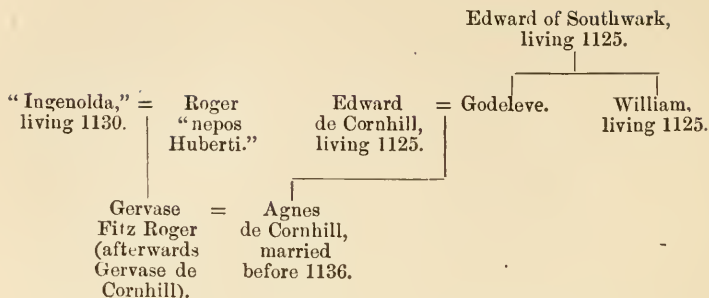 Edward of Southwark,
living 1125.
“Ingenolda,” = Roger Edward = Godeleve. William,
living 1130. “nepos de Cornhill, living 1125.
Huberti.” living 1125.
Gervase = Agnes
Fitz Roger de Cornhill,
(afterwards married
Gervase de before 1136.
Cornhill).